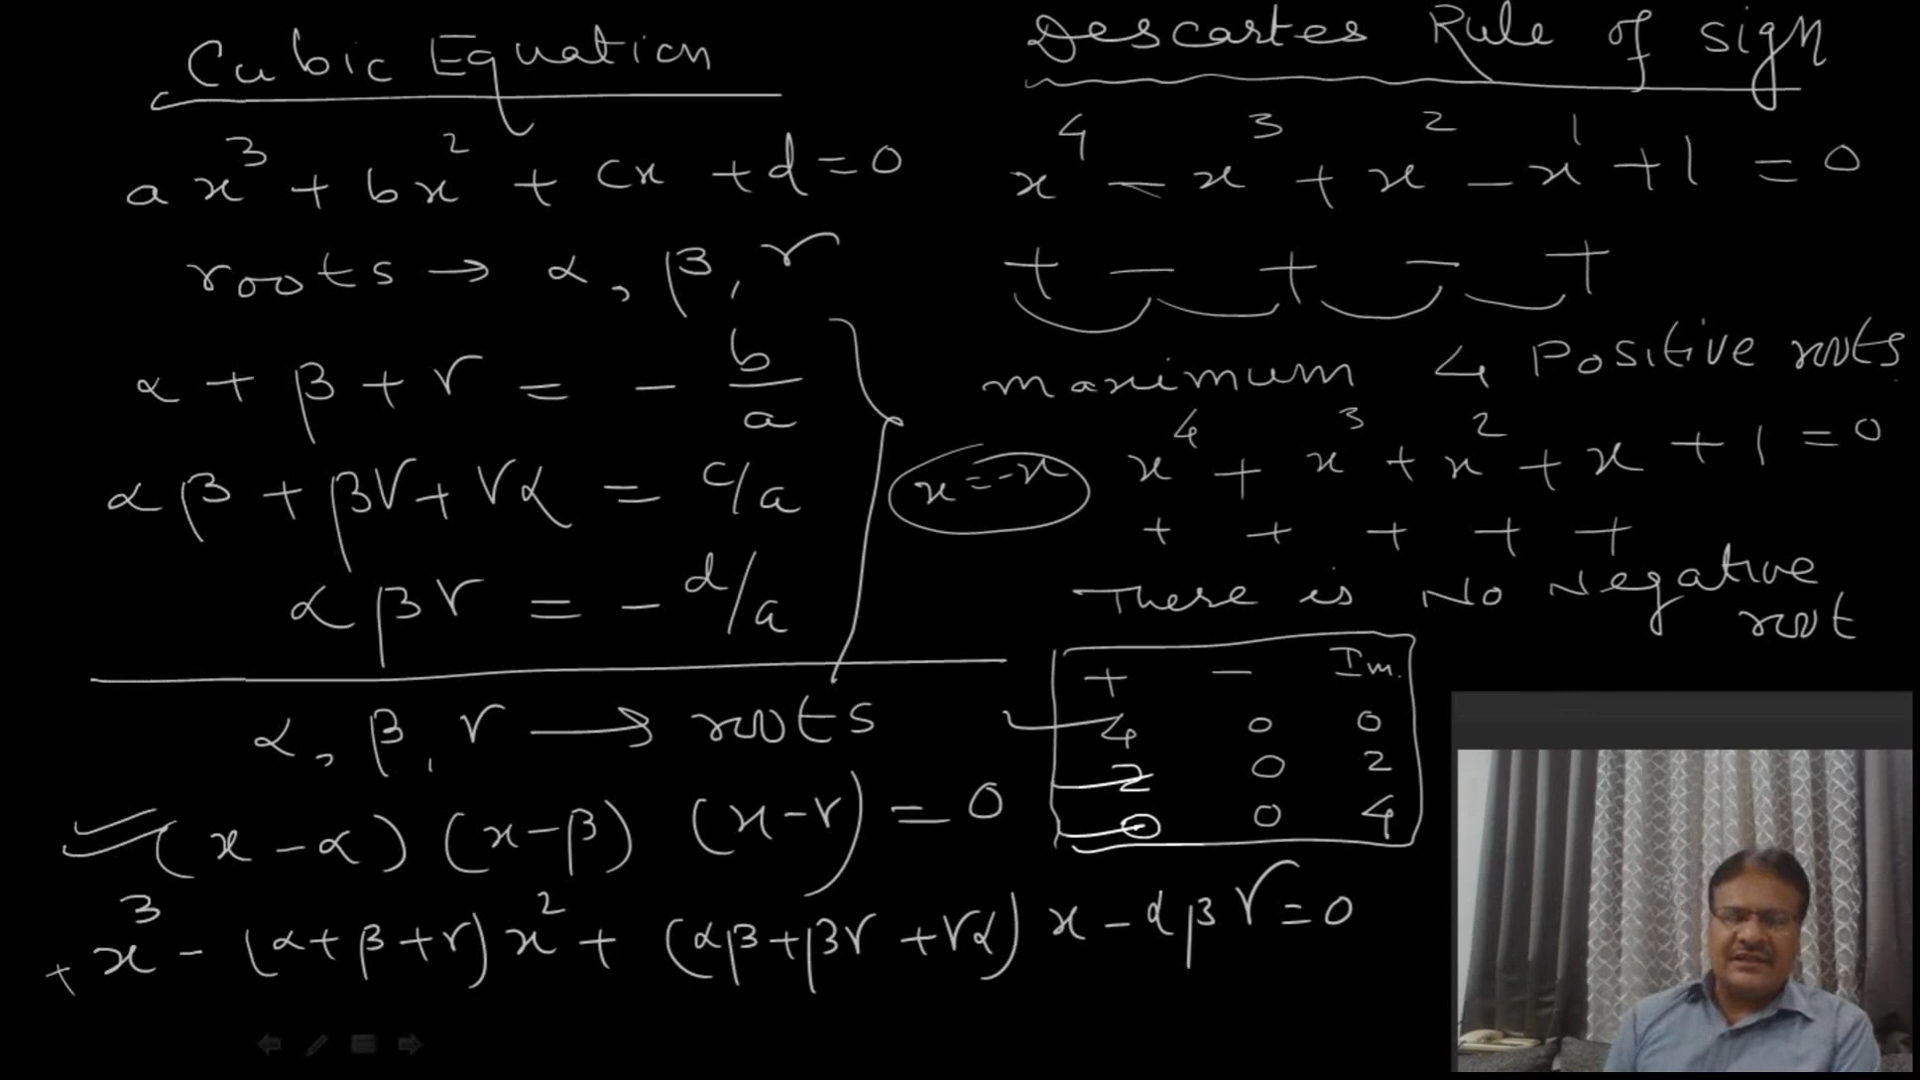 Cubic Equation
ax³ + bx² + cx + d = 0
roots → α, β, γ
α + β + γ = - b/a
αβ + βγ + γα = c/a
αβγ = - d/a
α, β, γ → roots
(x - α) (x - β) (x - γ) = 0
+ x³ - (α + β + γ) x² + (αβ + βγ + γα) x - αβγ = 0
Descartes Rule of sign
x⁴ - x³ + x² - x¹ + 1 = 0
+ - + - +
maximum 4 Positive roots
x = -x
x⁴ + x³ + x² + x + 1 = 0
+ + + + +
There is No Negative
root
+ - Im.
4 0 0
2 0 2
0 0 4